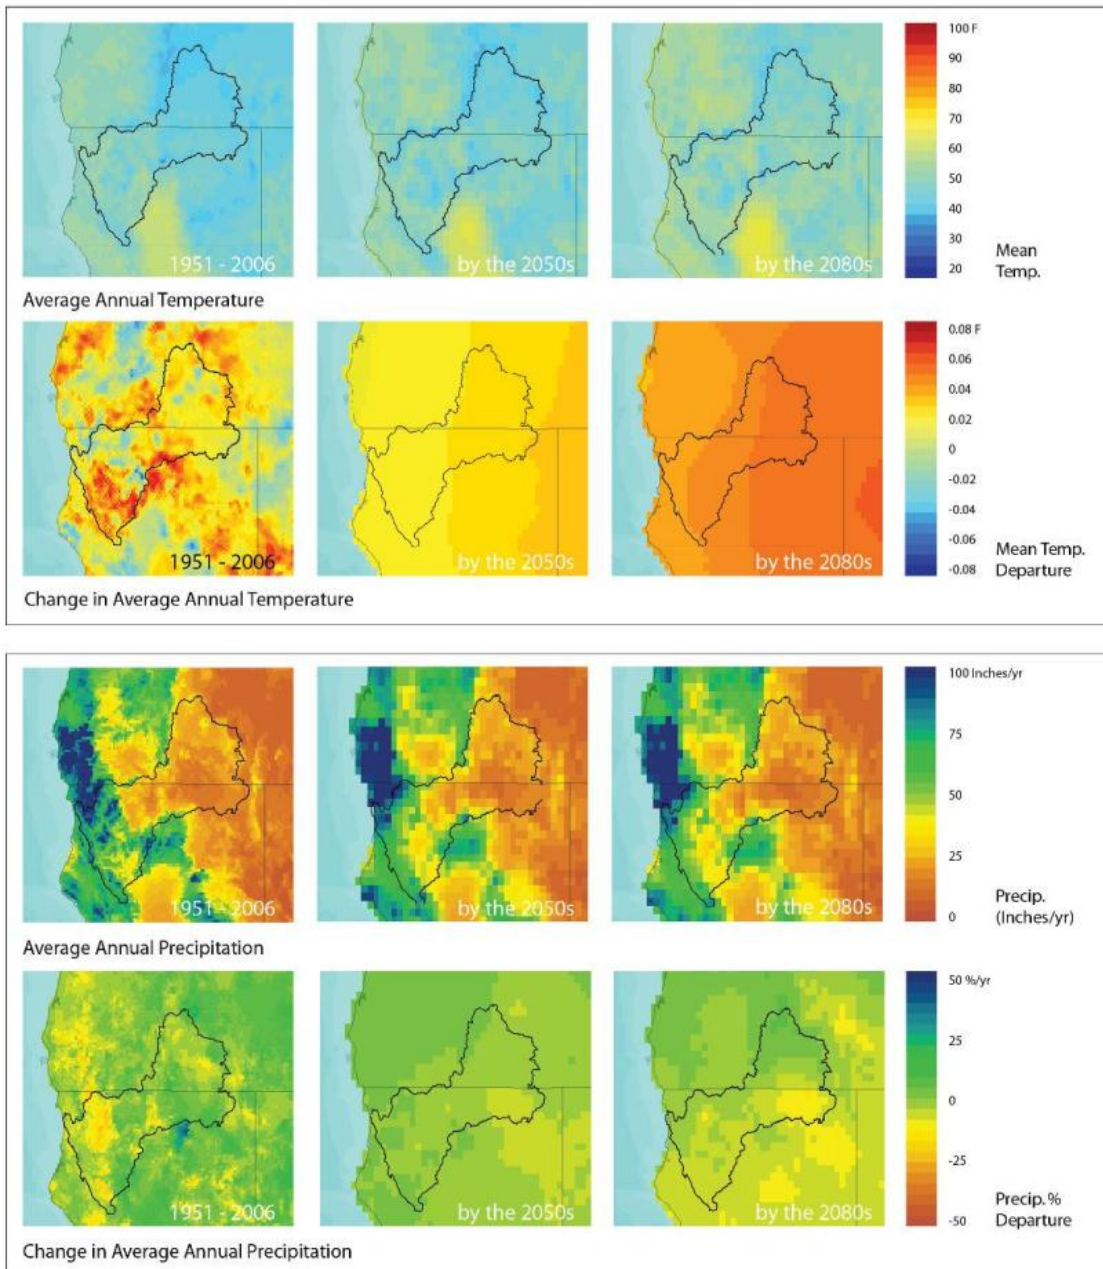 100 F
90
80
70
60
50
40
30
20
Mean
Temp.
1951 - 2006
by the 2050s
by the 2080s
Average Annual Temperature
0.08 F
0.06
0.04
0.02
0
-0.02
-0.04
-0.06
-0.08
Mean Temp.
Departure
1951 - 2006
by the 2050s
by the 2080s
Change in Average Annual Temperature
100 Inches/yr
75
50
25
0
Precip.
(Inches/yr)
1951 - 2006
by the 2050s
by the 2080s
Average Annual Precipitation
50 %/yr
25
0
-25
-50
Precip. %
Departure
1951 - 2006
by the 2050s
by the 2080s
Change in Average Annual Precipitation